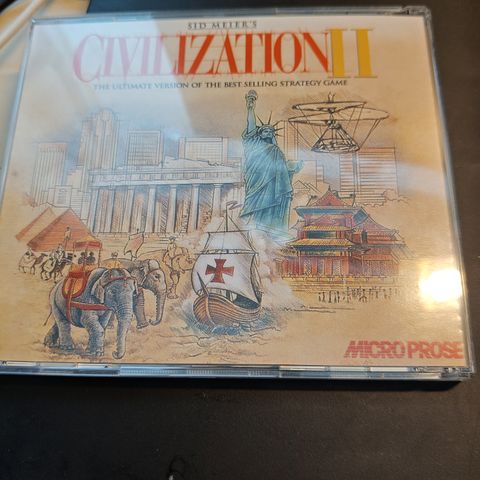 SID MEIER'S
CIVILIZATION II
THE ULTIMATE VERSION OF THE BEST SELLING STRATEGY GAME
MICRO PROSE